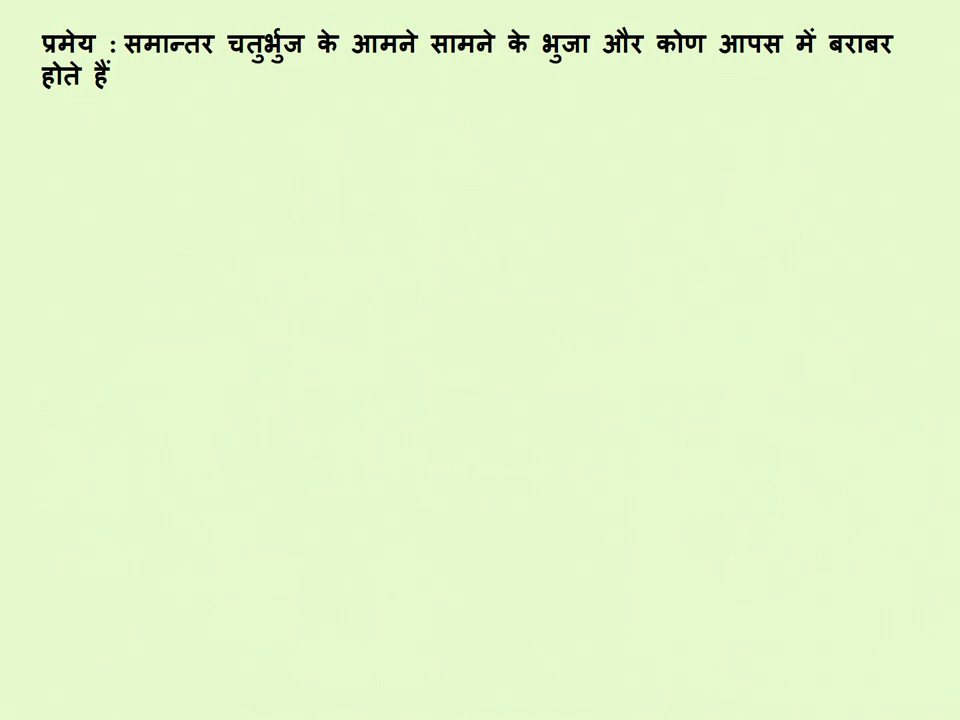 प्रमेय : समान्तर चतुर्भुज के आमने सामने के भुजा और कोण आपस में बराबर
होते हैं